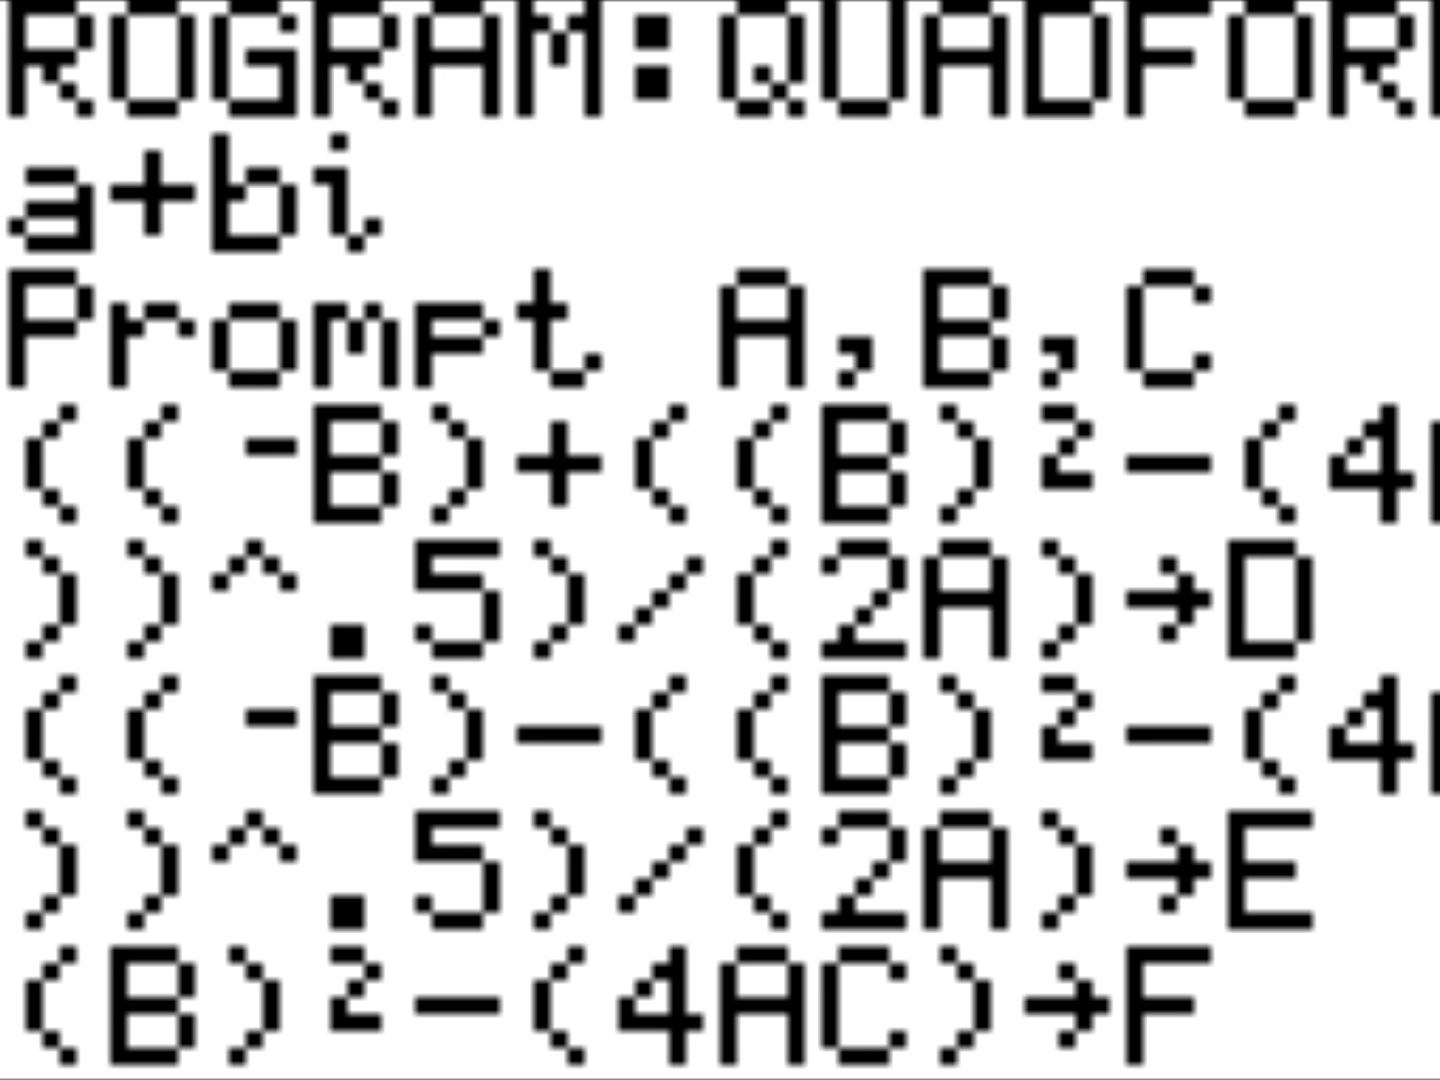 ROGRAM:QUADFOR
a+bi
Prompt A,B,C
((-B)+((B)²-(4
))^.5)/(2A)→D
((-B)-((B)²-(4
))^.5)/(2A)→E
(B)²-(4AC)→F